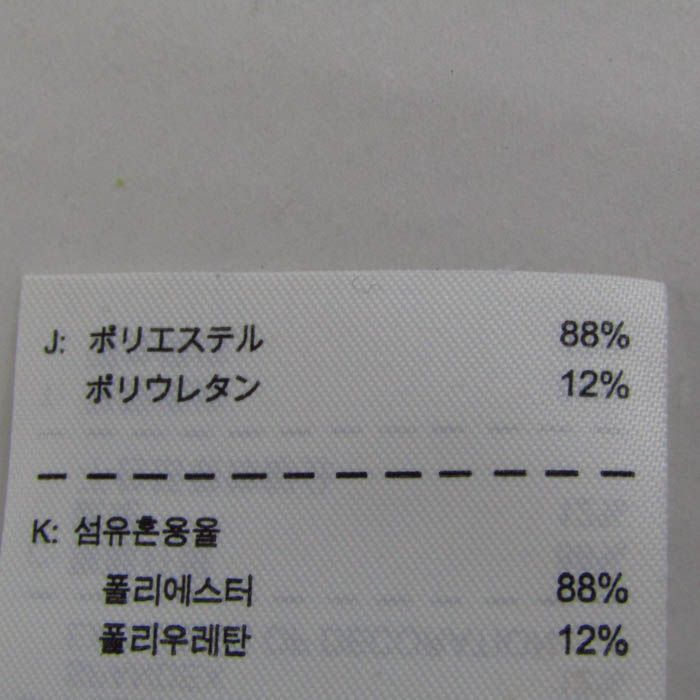 J: ポリエステル 88%
ポリウレタン 12%
K: 섬유혼용율
폴리에스터 88%
폴리우레탄 12%